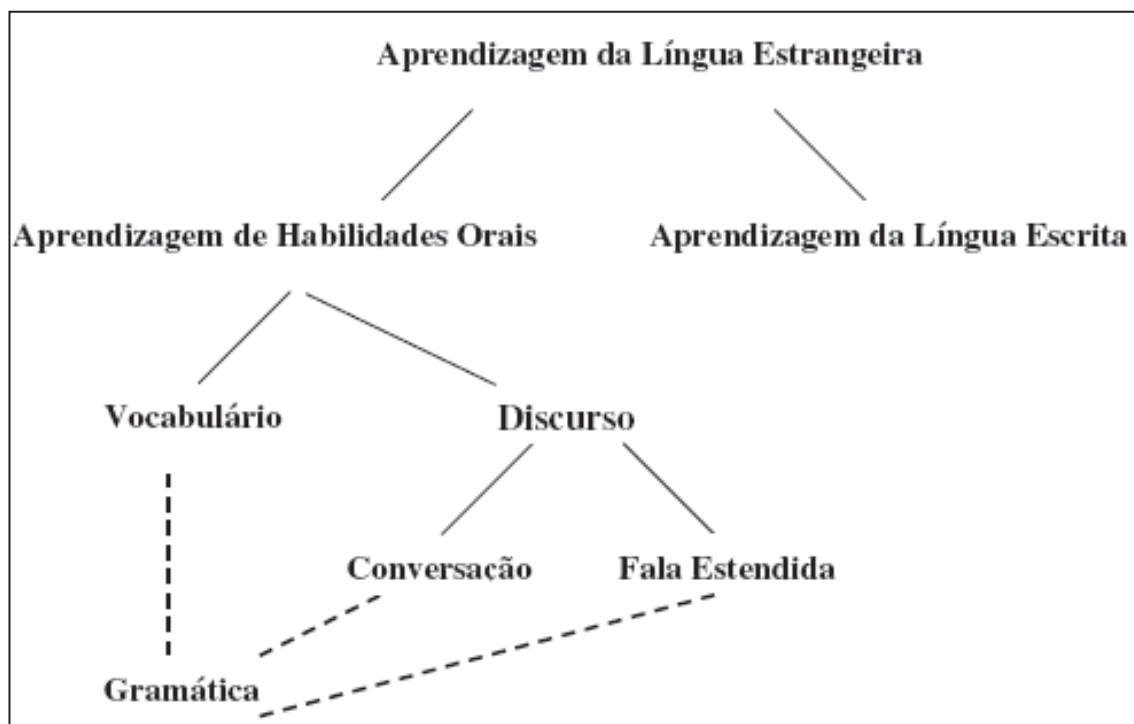 Aprendizagem da Língua Estrangeira
Aprendizagem de Habilidades Orais
Aprendizagem da Língua Escrita
Vocabulário
Discurso
Conversação
Fala Estendida
Gramática